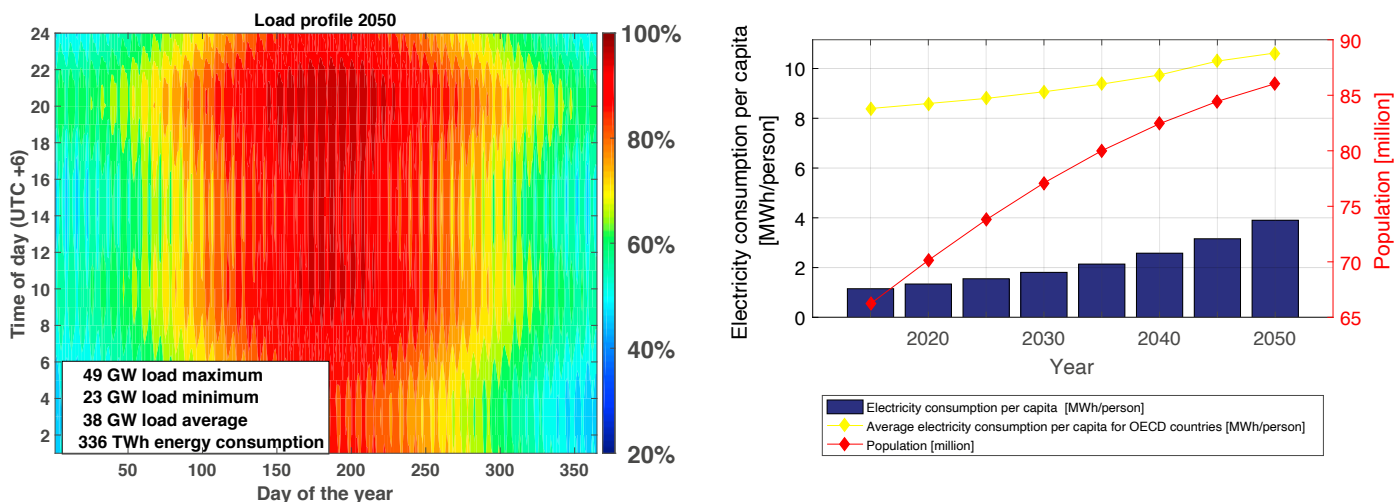 Load profile 2050
Time of day (UTC +6)
24
22
20
18
16
14
12
10
8
6
4
2
49 GW load maximum
23 GW load minimum
38 GW load average
336 TWh energy consumption
50
100
150
200
250
300
350
Day of the year
100%
80%
60%
40%
20%
Electricity consumption per capita
[MWh/person]
10
8
6
4
2
0
2020
2030
2040
2050
Year
90
85
80
75
70
65
Population [million]
Electricity consumption per capita [MWh/person]
Average electricity consumption per capita for OECD countries [MWh/person]
Population [million]